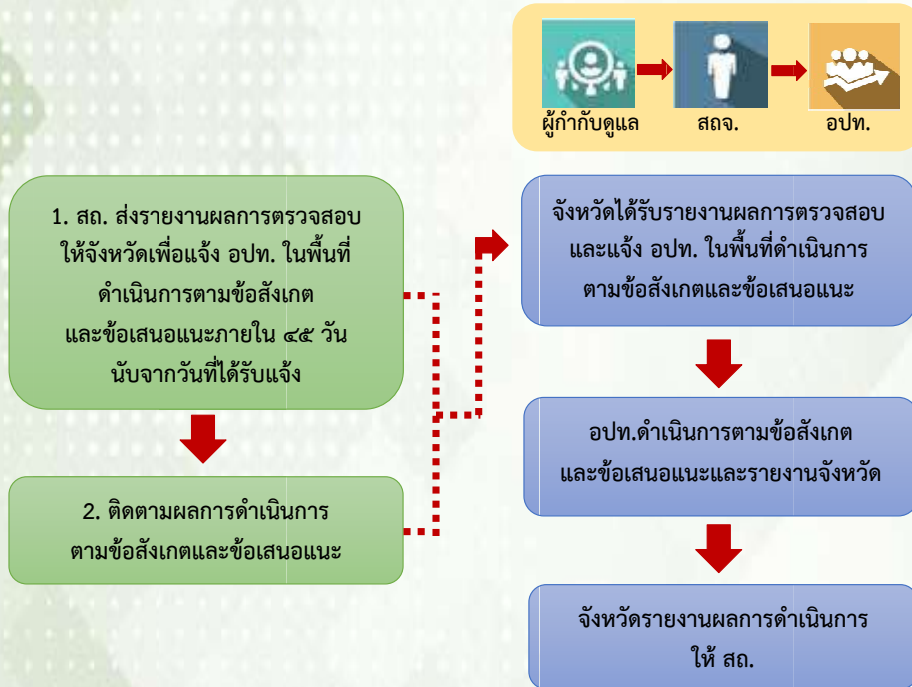 ผู้กำกับดูแล
สถจ.
อปท.
1. สถ. ส่งรายงานผลการตรวจสอบ
ให้จังหวัดเพื่อแจ้ง อปท. ในพื้นที่
ดำเนินการตามข้อสังเกต
และข้อเสนอแนะภายใน ๔๕ วัน
นับจากวันที่ได้รับแจ้ง
2. ติดตามผลการดำเนินการ
ตามข้อสังเกตและข้อเสนอแนะ
จังหวัดได้รับรายงานผลการตรวจสอบ
และแจ้ง อปท. ในพื้นที่ดำเนินการ
ตามข้อสังเกตและข้อเสนอแนะ
อปท.ดำเนินการตามข้อสังเกต
และข้อเสนอแนะและรายงานจังหวัด
จังหวัดรายงานผลการดำเนินการ
ให้ สถ.